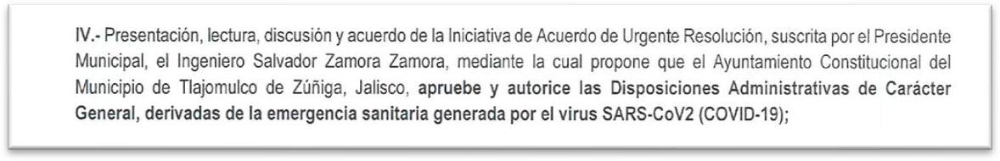 IV.- Presentación, lectura, discusión y acuerdo de la Iniciativa de Acuerdo de Urgente Resolución, suscrita por el Presidente
Municipal, el Ingeniero Salvador Zamora Zamora, mediante la cual propone que el Ayuntamiento Constitucional del
Municipio de Tlajomulco de Zúñiga, Jalisco, apruebe y autorice las Disposiciones Administrativas de Carácter
General, derivadas de la emergencia sanitaria generada por el virus SARS-CoV2 (COVID-19);